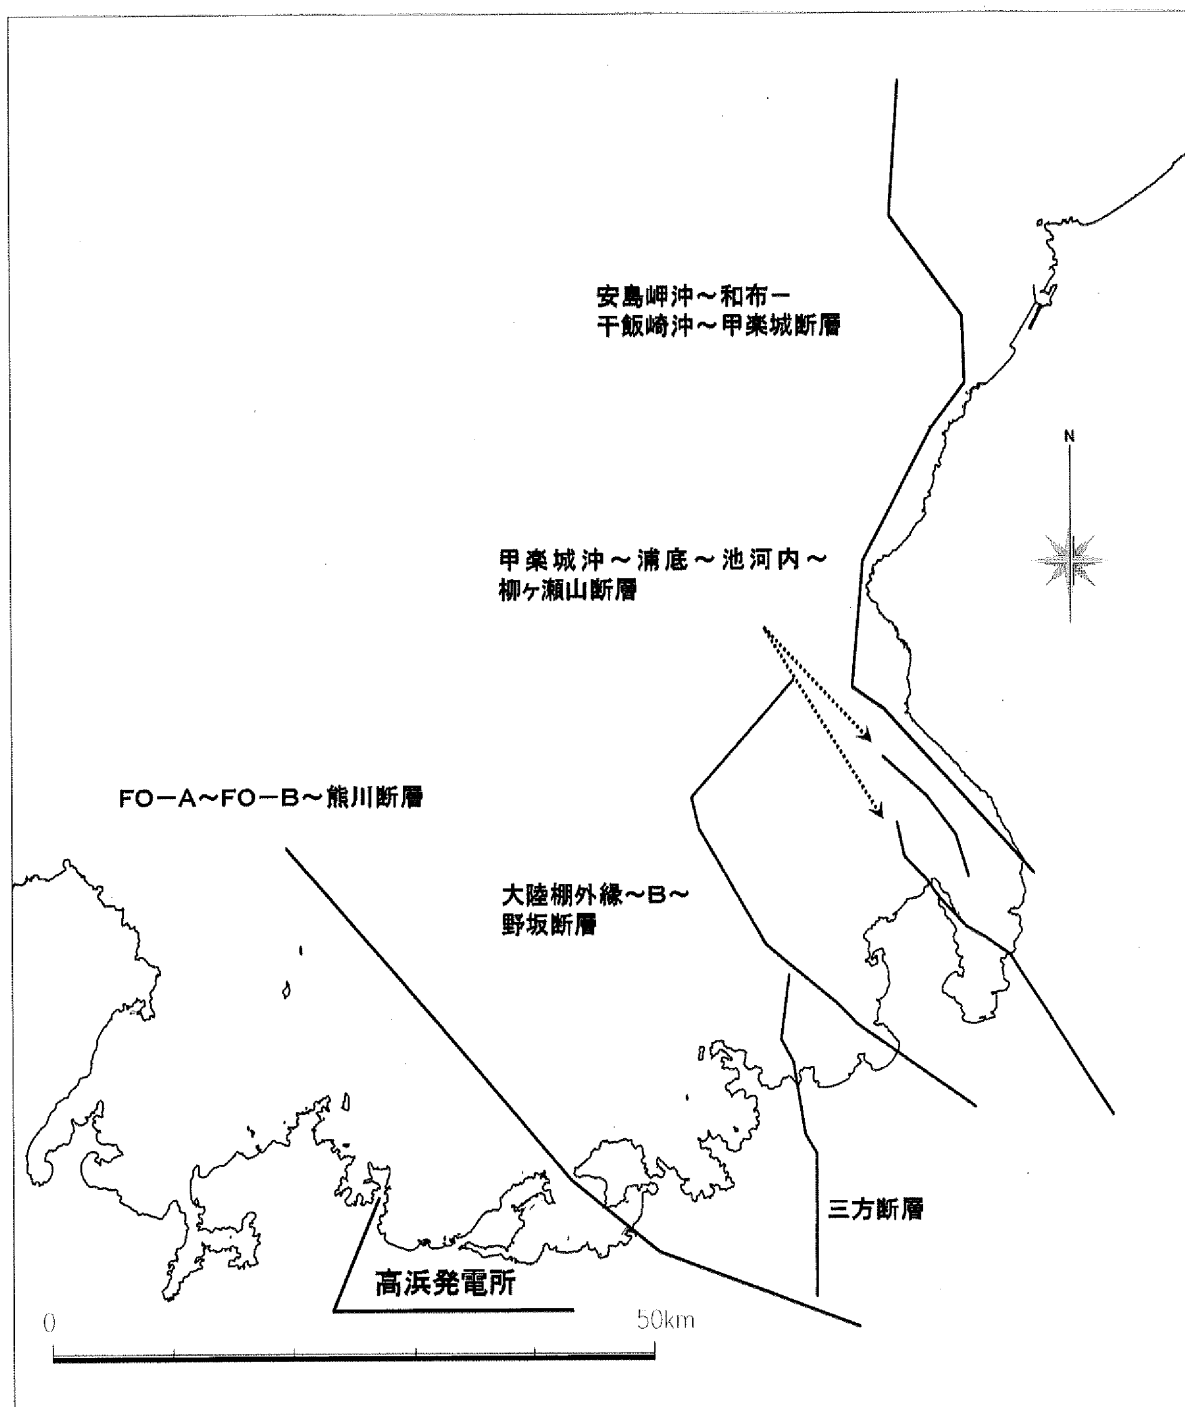 安島岬沖～和布－
干飯崎沖～甲楽城断層
N
甲楽城沖～浦底～池河内～
柳ヶ瀬山断層
FO－A～FO－B～熊川断層
大陸棚外縁～B～
野坂断層
三方断層
高浜発電所
0
50km